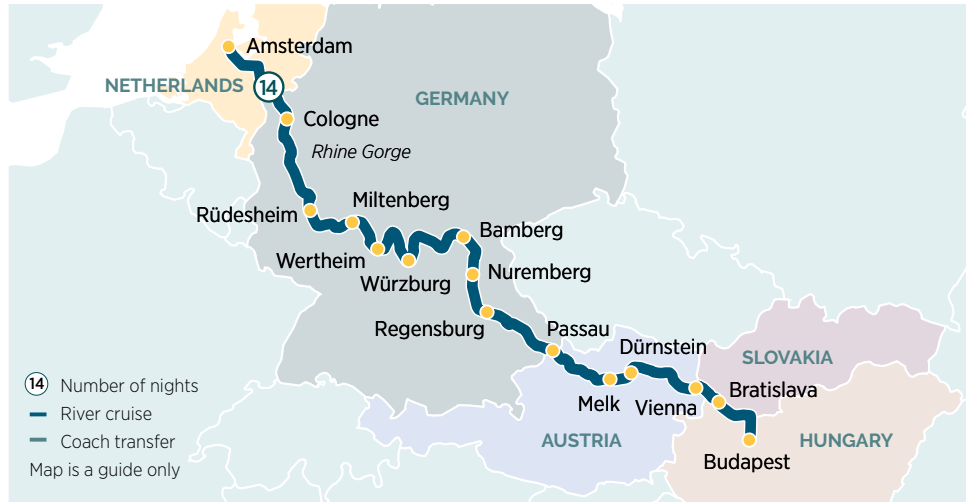 Amsterdam
NETHERLANDS
14
GERMANY
Cologne
Rhine Gorge
Miltenberg
Rüdesheim
Bamberg
Wertheim
Würzburg
Nuremberg
Regensburg
Passau
Dürnstein
SLOVAKIA
Melk
Vienna
Bratislava
AUSTRIA
HUNGARY
Budapest
14 Number of nights
River cruise
Coach transfer
Map is a guide only